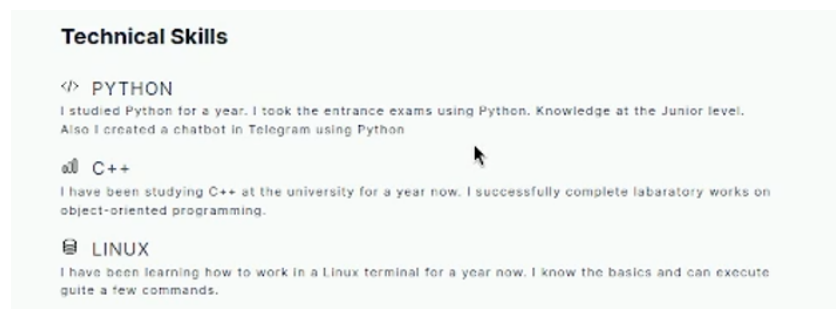 Technical Skills
</> PYTHON
I studied Python for a year. I took the entrance exams using Python. Knowledge at the Junior level.
Also I created a chatbot in Telegram using Python
C++
I have been studying C++ at the university for a year now. I successfully complete labaratory works on
object-oriented programming.
LINUX
I have been learning how to work in a Linux terminal for a year now. I know the basics and can execute
quite a few commands.